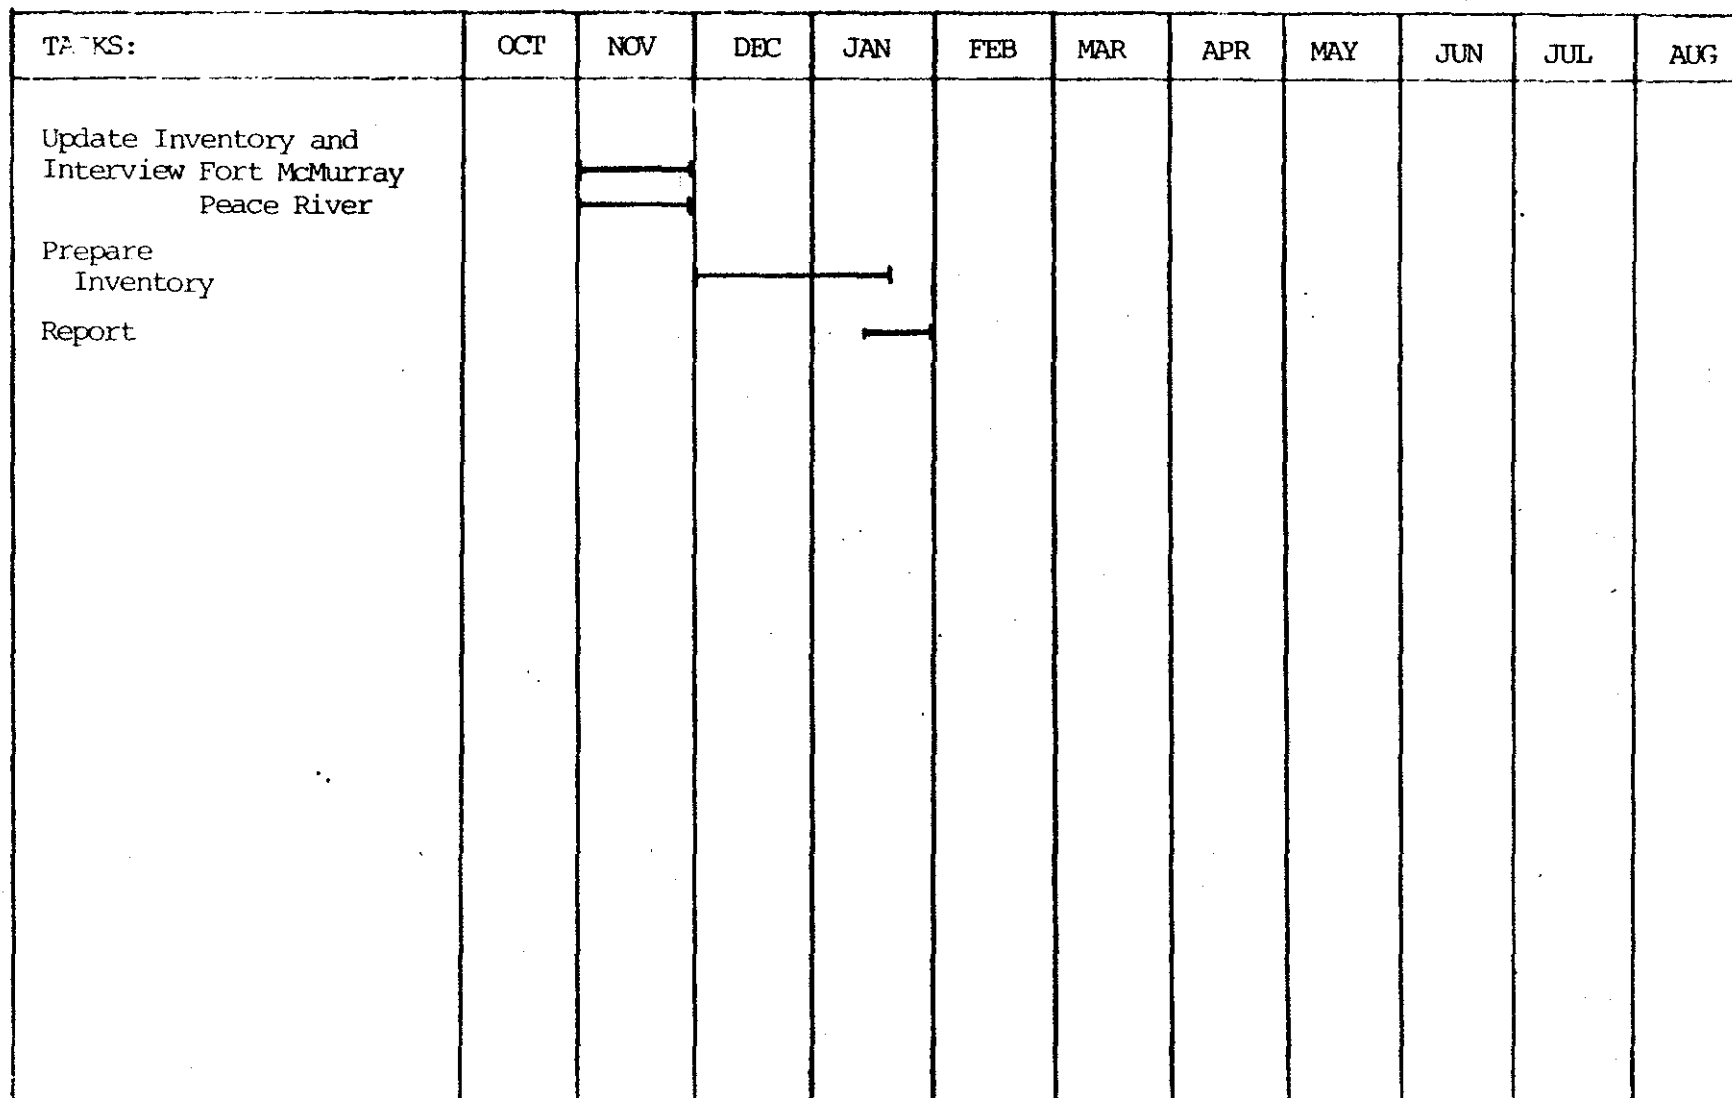 TASKS: OCT NOV DEC JAN FEB MAR APR MAY JUN JUL AUG
Update Inventory and
Interview Fort McMurray
Peace River
Prepare
Inventory
Report